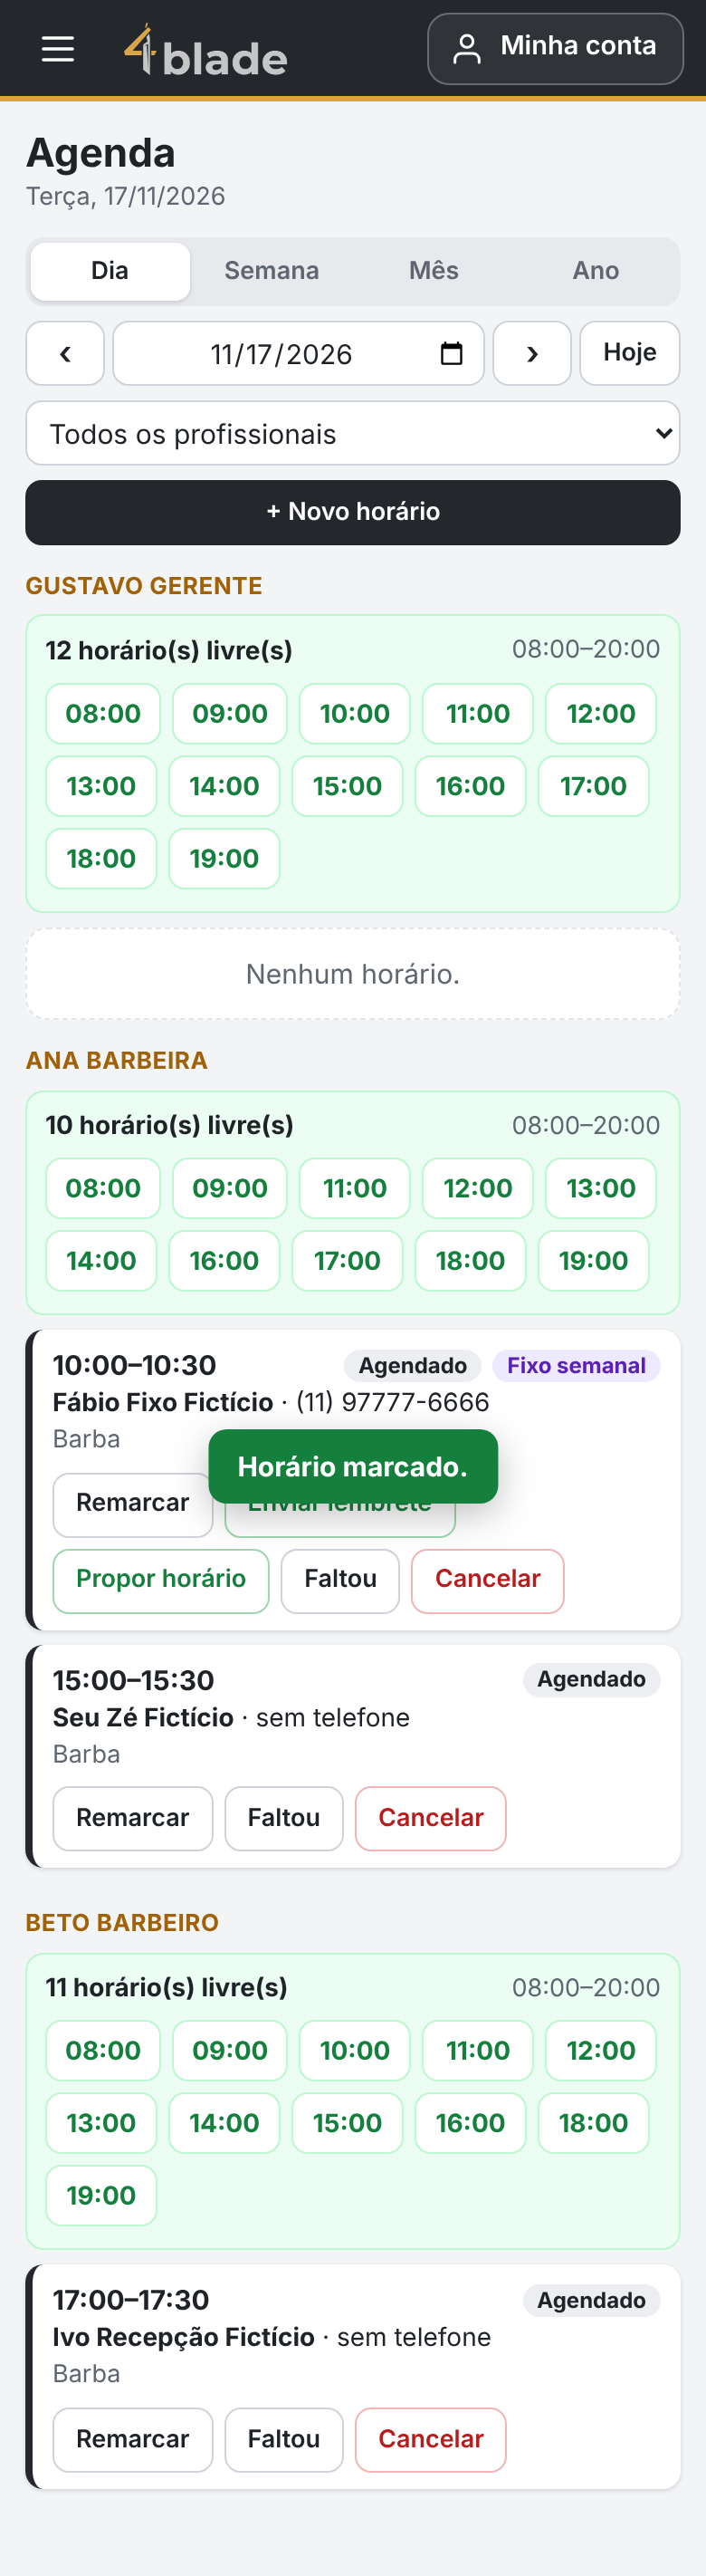 4blade
Minha conta
Agenda
Terça, 17/11/2026
Dia Semana Mês Ano
‹ 11/17/2026 › Hoje
Todos os profissionais
+ Novo horário
GUSTAVO GERENTE
12 horário(s) livre(s) 08:00–20:00
08:00 09:00 10:00 11:00 12:00
13:00 14:00 15:00 16:00 17:00
18:00 19:00
Nenhum horário.
ANA BARBEIRA
10 horário(s) livre(s) 08:00–20:00
08:00 09:00 11:00 12:00 13:00
14:00 16:00 17:00 18:00 19:00
10:00–10:30 Agendado Fixo semanal
Fábio Fixo Fictício · (11) 97777-6666
Barba
Horário marcado.
Remarcar Enviar lembrete
Propor horário Faltou Cancelar
15:00–15:30 Agendado
Seu Zé Fictício · sem telefone
Barba
Remarcar Faltou Cancelar
BETO BARBEIRO
11 horário(s) livre(s) 08:00–20:00
08:00 09:00 10:00 11:00 12:00
13:00 14:00 15:00 16:00 18:00
19:00
17:00–17:30 Agendado
Ivo Recepção Fictício · sem telefone
Barba
Remarcar Faltou Cancelar